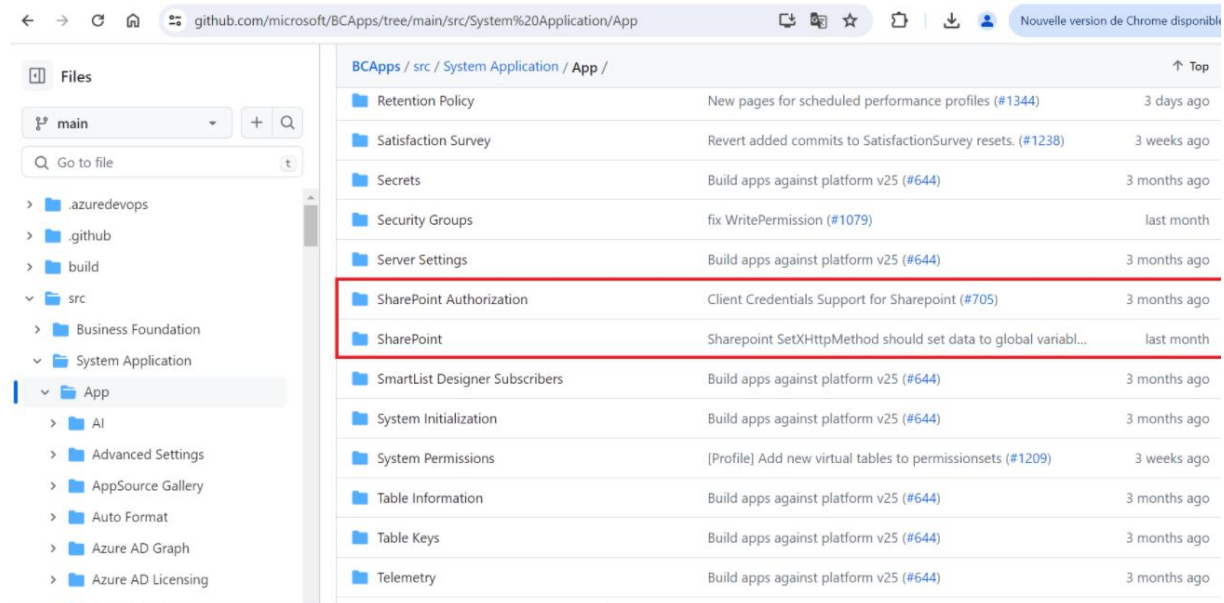 github.com/microsoft/BCApps/tree/main/src/System%20Application/App
Nouvelle version de Chrome disponible
Files
main
Go to file
t
.azuredevops
.github
build
src
Business Foundation
System Application
App
AI
Advanced Settings
AppSource Gallery
Auto Format
Azure AD Graph
Azure AD Licensing
BCApps / src / System Application / App /
Top
Retention Policy New pages for scheduled performance profiles (#1344) 3 days ago
Satisfaction Survey Revert added commits to SatisfactionSurvey resets. (#1238) 3 weeks ago
Secrets Build apps against platform v25 (#644) 3 months ago
Security Groups fix WritePermission (#1079) last month
Server Settings Build apps against platform v25 (#644) 3 months ago
SharePoint Authorization Client Credentials Support for Sharepoint (#705) 3 months ago
SharePoint Sharepoint SetXHttpMethod should set data to global variabl... last month
SmartList Designer Subscribers Build apps against platform v25 (#644) 3 months ago
System Initialization Build apps against platform v25 (#644) 3 months ago
System Permissions [Profile] Add new virtual tables to permissionsets (#1209) 3 weeks ago
Table Information Build apps against platform v25 (#644) 3 months ago
Table Keys Build apps against platform v25 (#644) 3 months ago
Telemetry Build apps against platform v25 (#644) 3 months ago